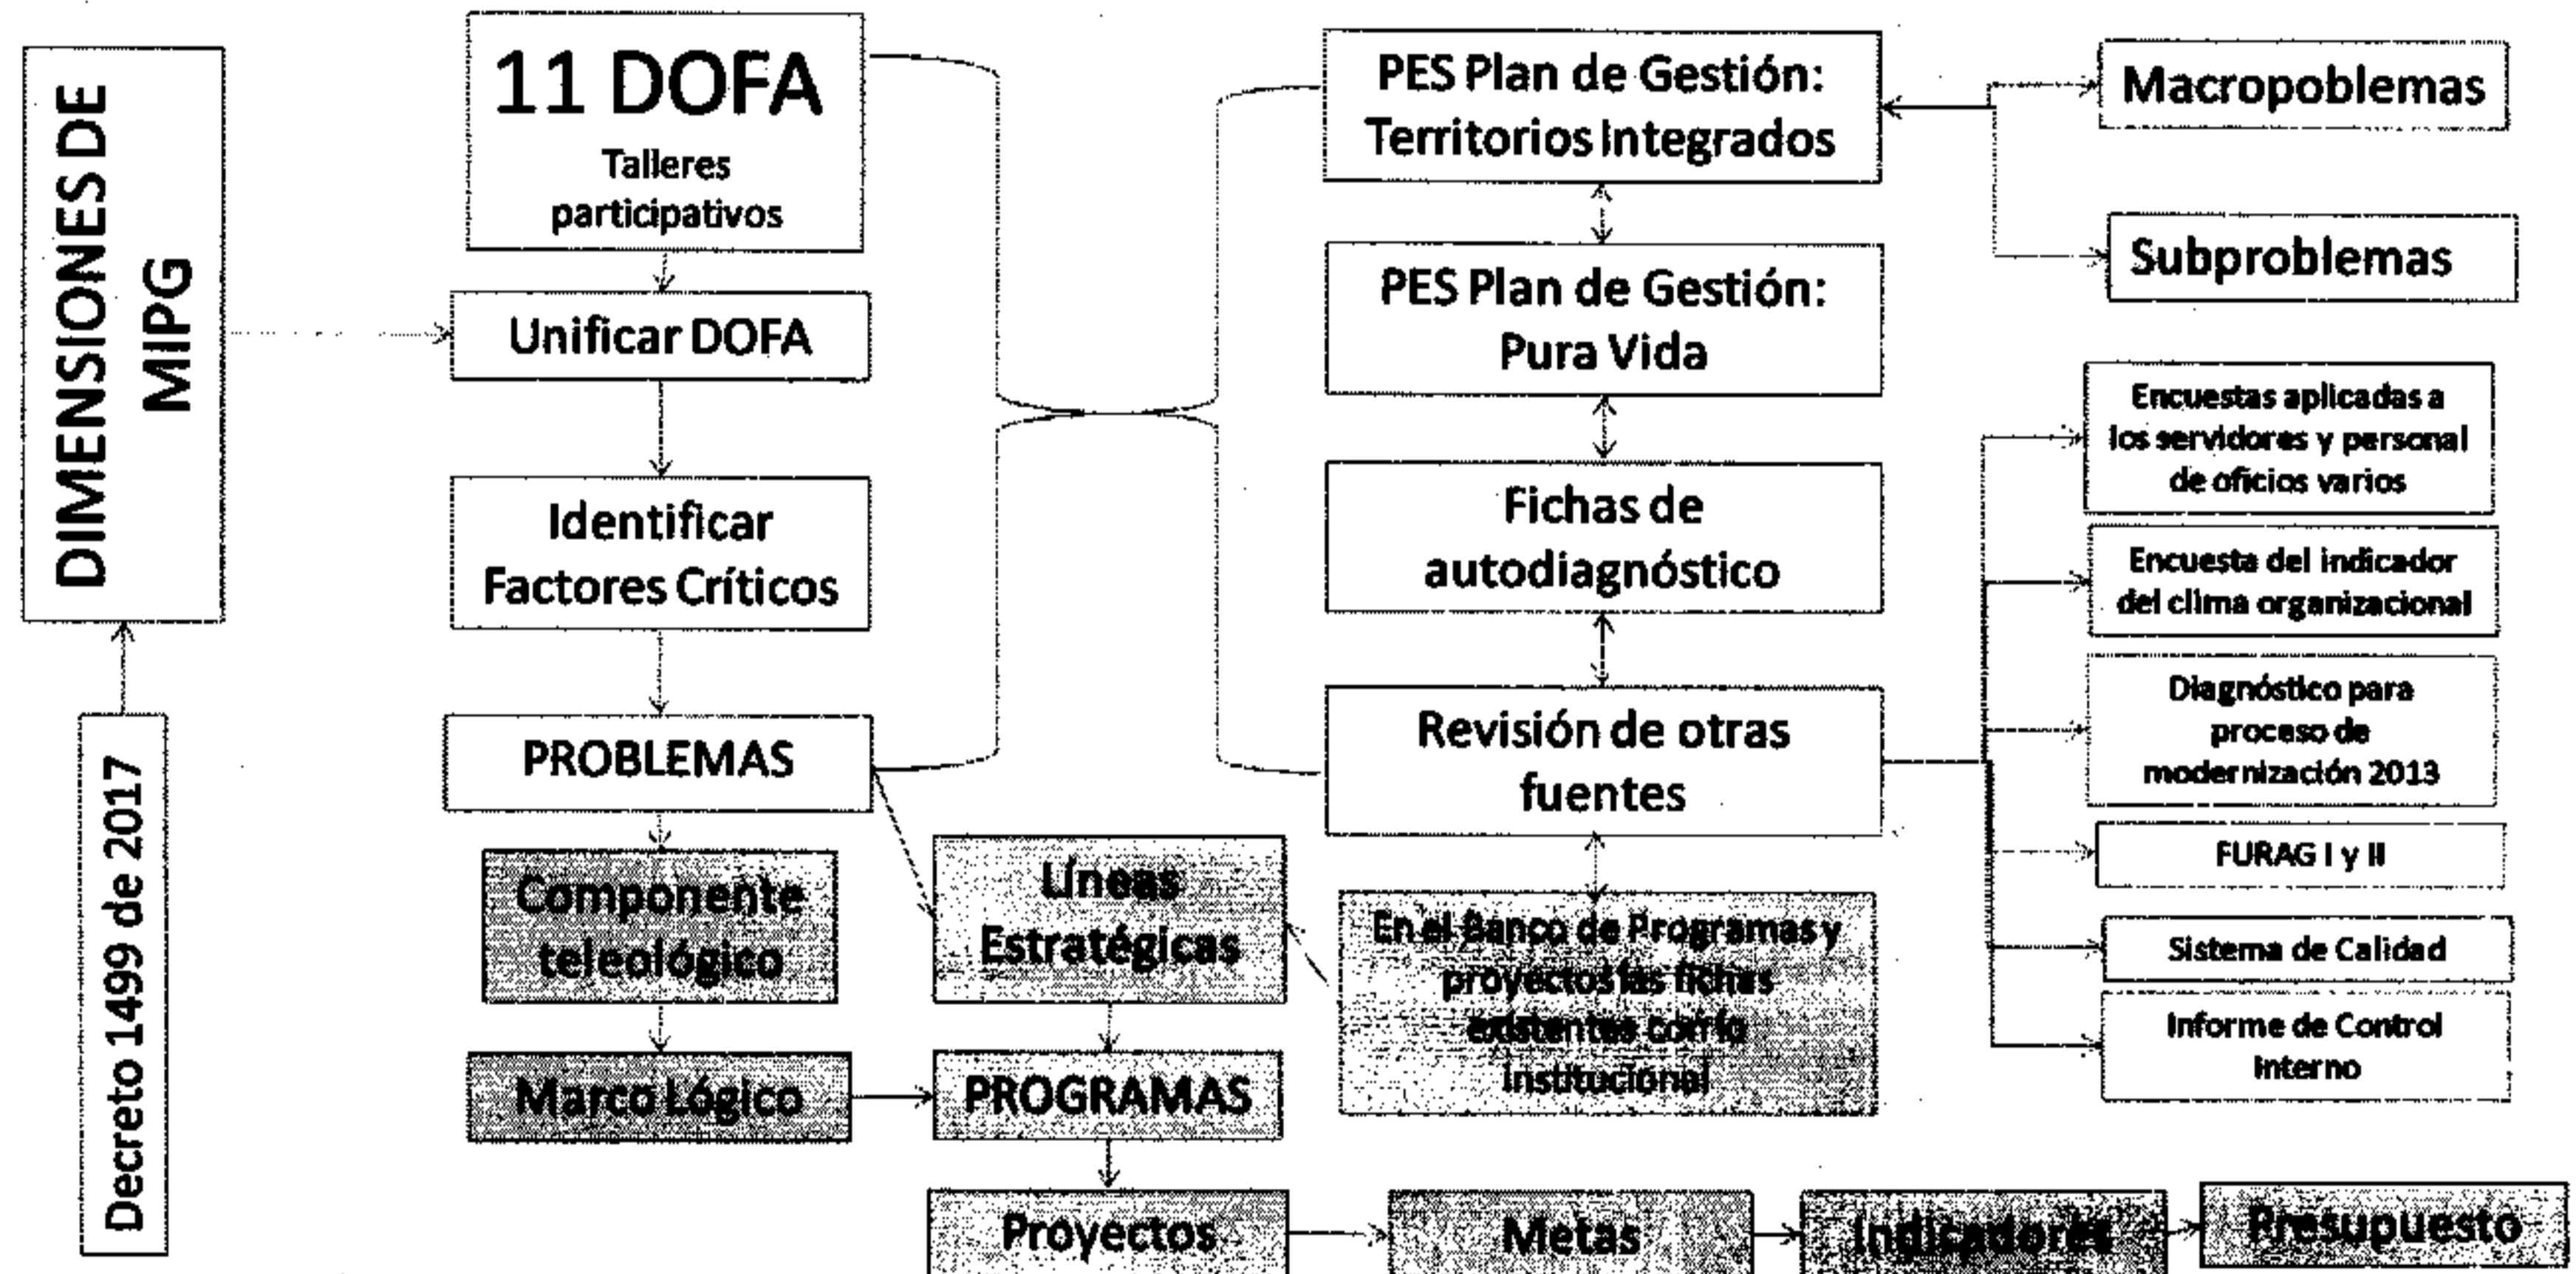 DIMENSIONES DE
MIPG
Decreto 1499 de 2017
11 DOFA
Talleres
participativos
Unificar DOFA
Identificar
Factores Críticos
PROBLEMAS
Componente
teleológico
Marco Lógico
Líneas
Estratégicas
PROGRAMAS
Proyectos
Metas
Indicadores
Presupuesto
PES Plan de Gestión:
Territorios Integrados
PES Plan de Gestión:
Pura Vida
Fichas de
autodiagnóstico
Revisión de otras
fuentes
En el Banco de Programas y
proyectos las fichas
existentes con lo
institucional
Macropoblemas
Subproblemas
Encuestas aplicadas a
los servidores y personal
de oficios varios
Encuesta del indicador
del clima organizacional
Diagnóstico para
proceso de
modernización 2013
FURAG I y II
Sistema de Calidad
Informe de Control
Interno